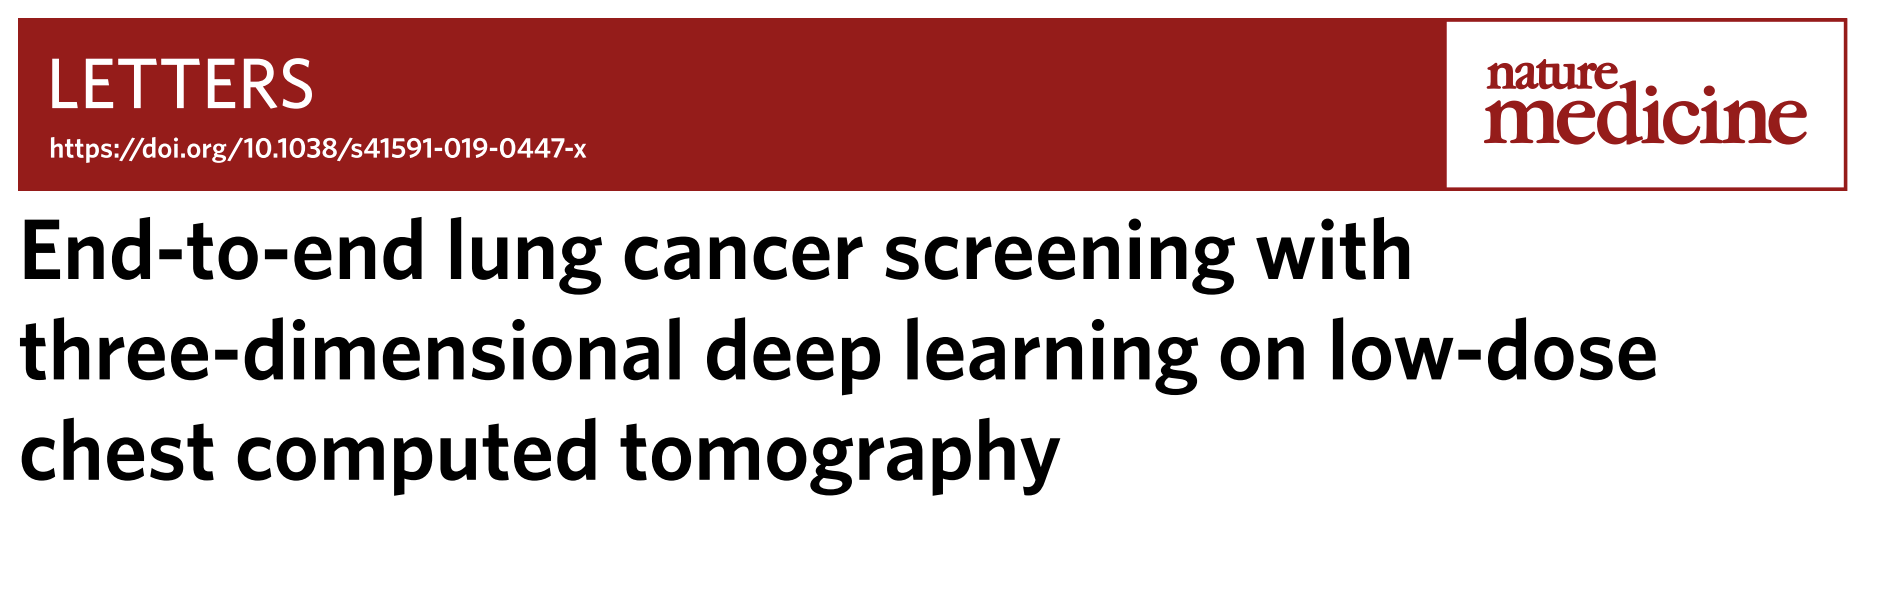 LETTERS
https://doi.org/10.1038/s41591-019-0447-x
nature
medicine
End-to-end lung cancer screening with
three-dimensional deep learning on low-dose
chest computed tomography